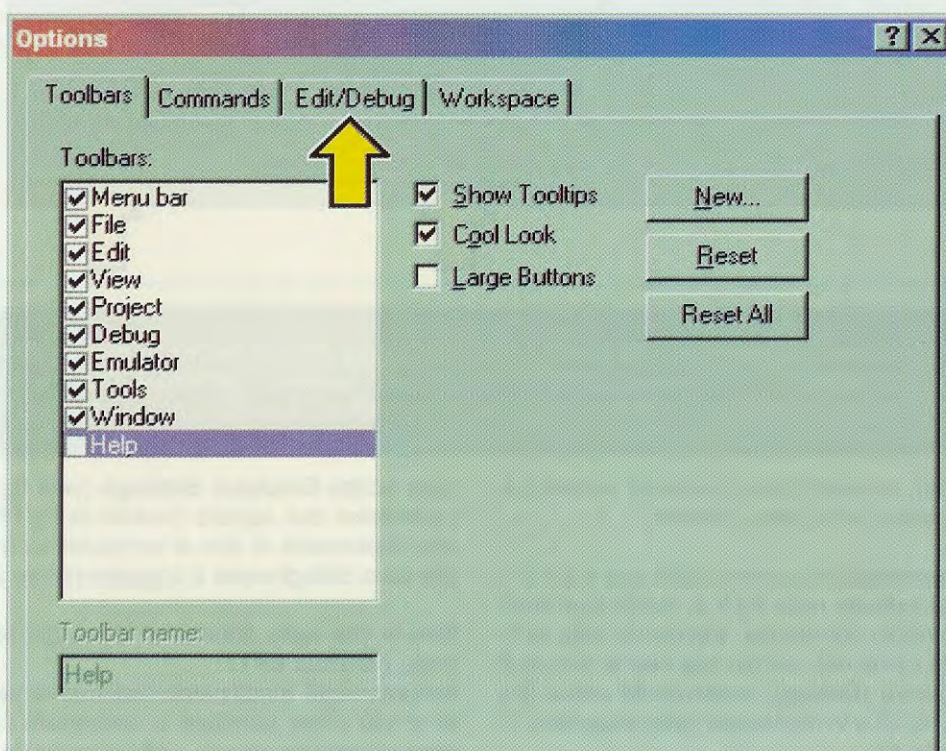 Options
Toolbars Commands Edit/Debug Workspace
Toolbars:
Menu bar
File
Edit
View
Project
Debug
Emulator
Tools
Window
Help
Show Tooltips
Cool Look
Large Buttons
New...
Reset
Reset All
Toolbar name:
Help